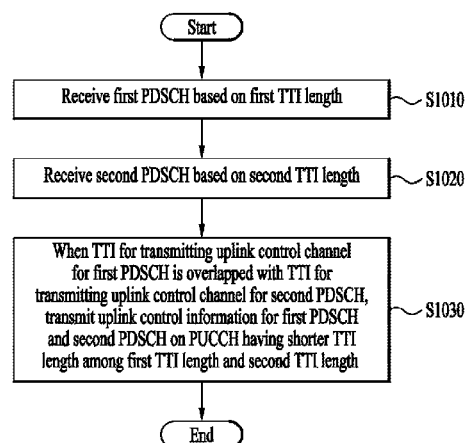 Start
Receive first PDSCH based on first TTI length
S1010
Receive second PDSCH based on second TTI length
S1020
When TTI for transmitting uplink control channel
for first PDSCH is overlapped with TTI for
transmitting uplink control channel for second PDSCH,
transmit uplink control information for first PDSCH
and second PDSCH on PUCCH having shorter TTI
length among first TTI length and second TTI length
S1030
End